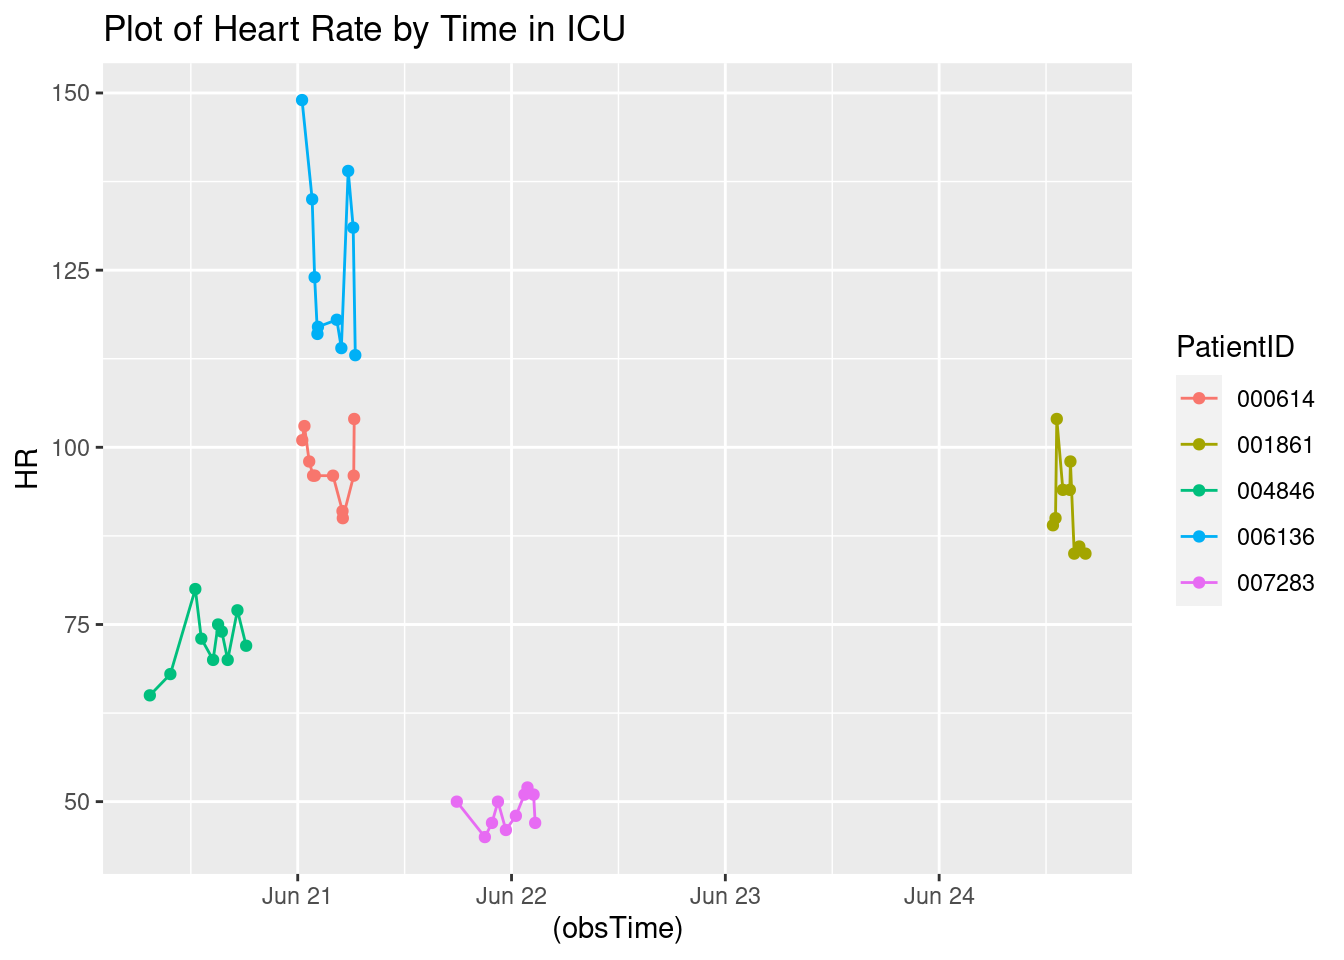 Plot of Heart Rate by Time in ICU
150
125
100
75
50
HR
Jun 21
Jun 22
Jun 23
Jun 24
(obsTime)
PatientID
000614
001861
004846
006136
007283